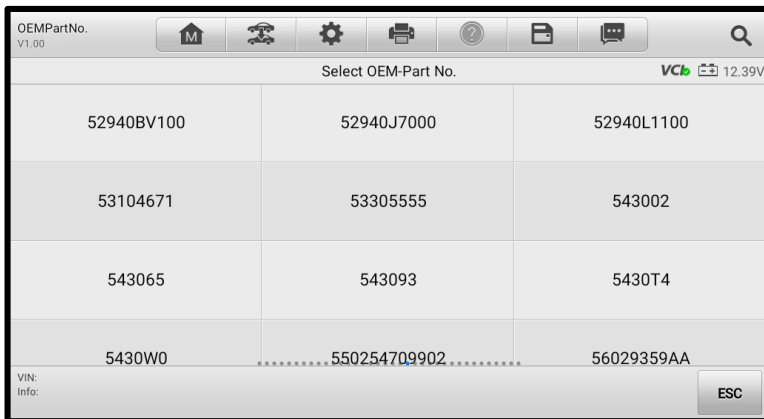 OEMPartNo.
V1.00
M
?
Select OEM-Part No.
VCI
12.39V
52940BV100 52940J7000 52940L1100
53104671 53305555 543002
543065 543093 5430T4
5430W0 550254709902 56029359AA
VIN:
Info:
ESC